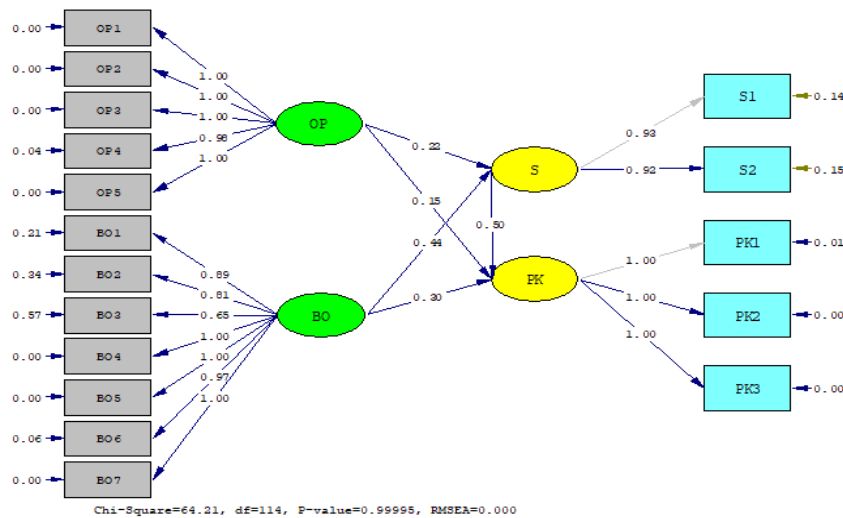 0.00 OP1
0.00 OP2
0.00 OP3
0.04 OP4
0.00 OP5
0.21 BO1
0.34 BO2
0.57 BO3
0.00 BO4
0.00 BO5
0.06 BO6
0.00 BO7
1.00
1.00
1.00
0.98
1.00
0.89
0.81
0.65
1.00
1.00
0.97
1.00
OP
BO
0.22
0.15
0.44
0.30
0.50
S
PK
0.93
0.92
1.00
1.00
1.00
S1 0.14
S2 0.15
PK1 0.01
PK2 0.00
PK3 0.00
Chi-Square=64.21, df=114, P-value=0.99995, RMSEA=0.000